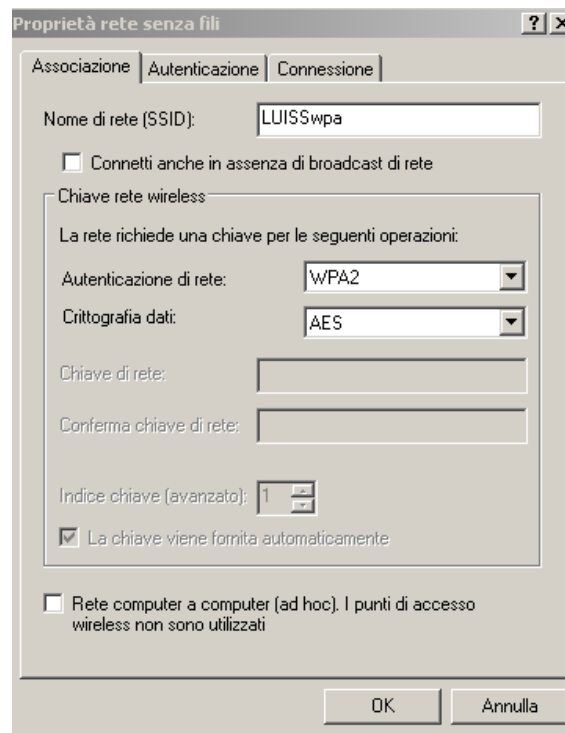 Proprietà rete senza fili
Associazione Autenticazione Connessione
Nome di rete (SSID): LUISSwpa
Connetti anche in assenza di broadcast di rete
Chiave rete wireless
La rete richiede una chiave per le seguenti operazioni:
Autenticazione di rete: WPA2
Crittografia dati: AES
Chiave di rete:
Conferma chiave di rete:
Indice chiave (avanzato): 1
La chiave viene fornita automaticamente
Rete computer a computer (ad hoc). I punti di accesso
wireless non sono utilizzati
OK Annulla